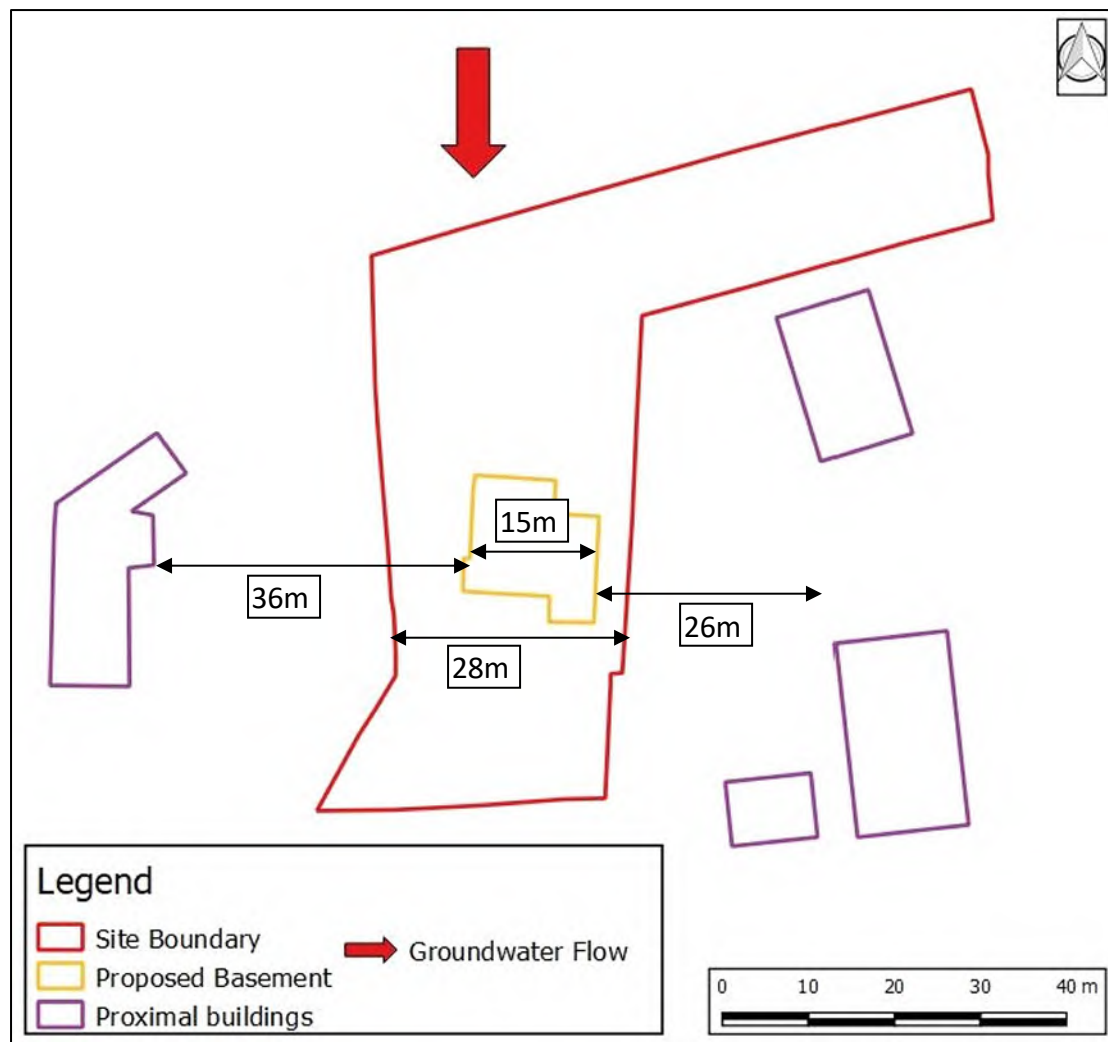 15m
36m
26m
28m
Legend
Site Boundary
Proposed Basement
Proximal buildings
Groundwater Flow
0 10 20 30 40 m